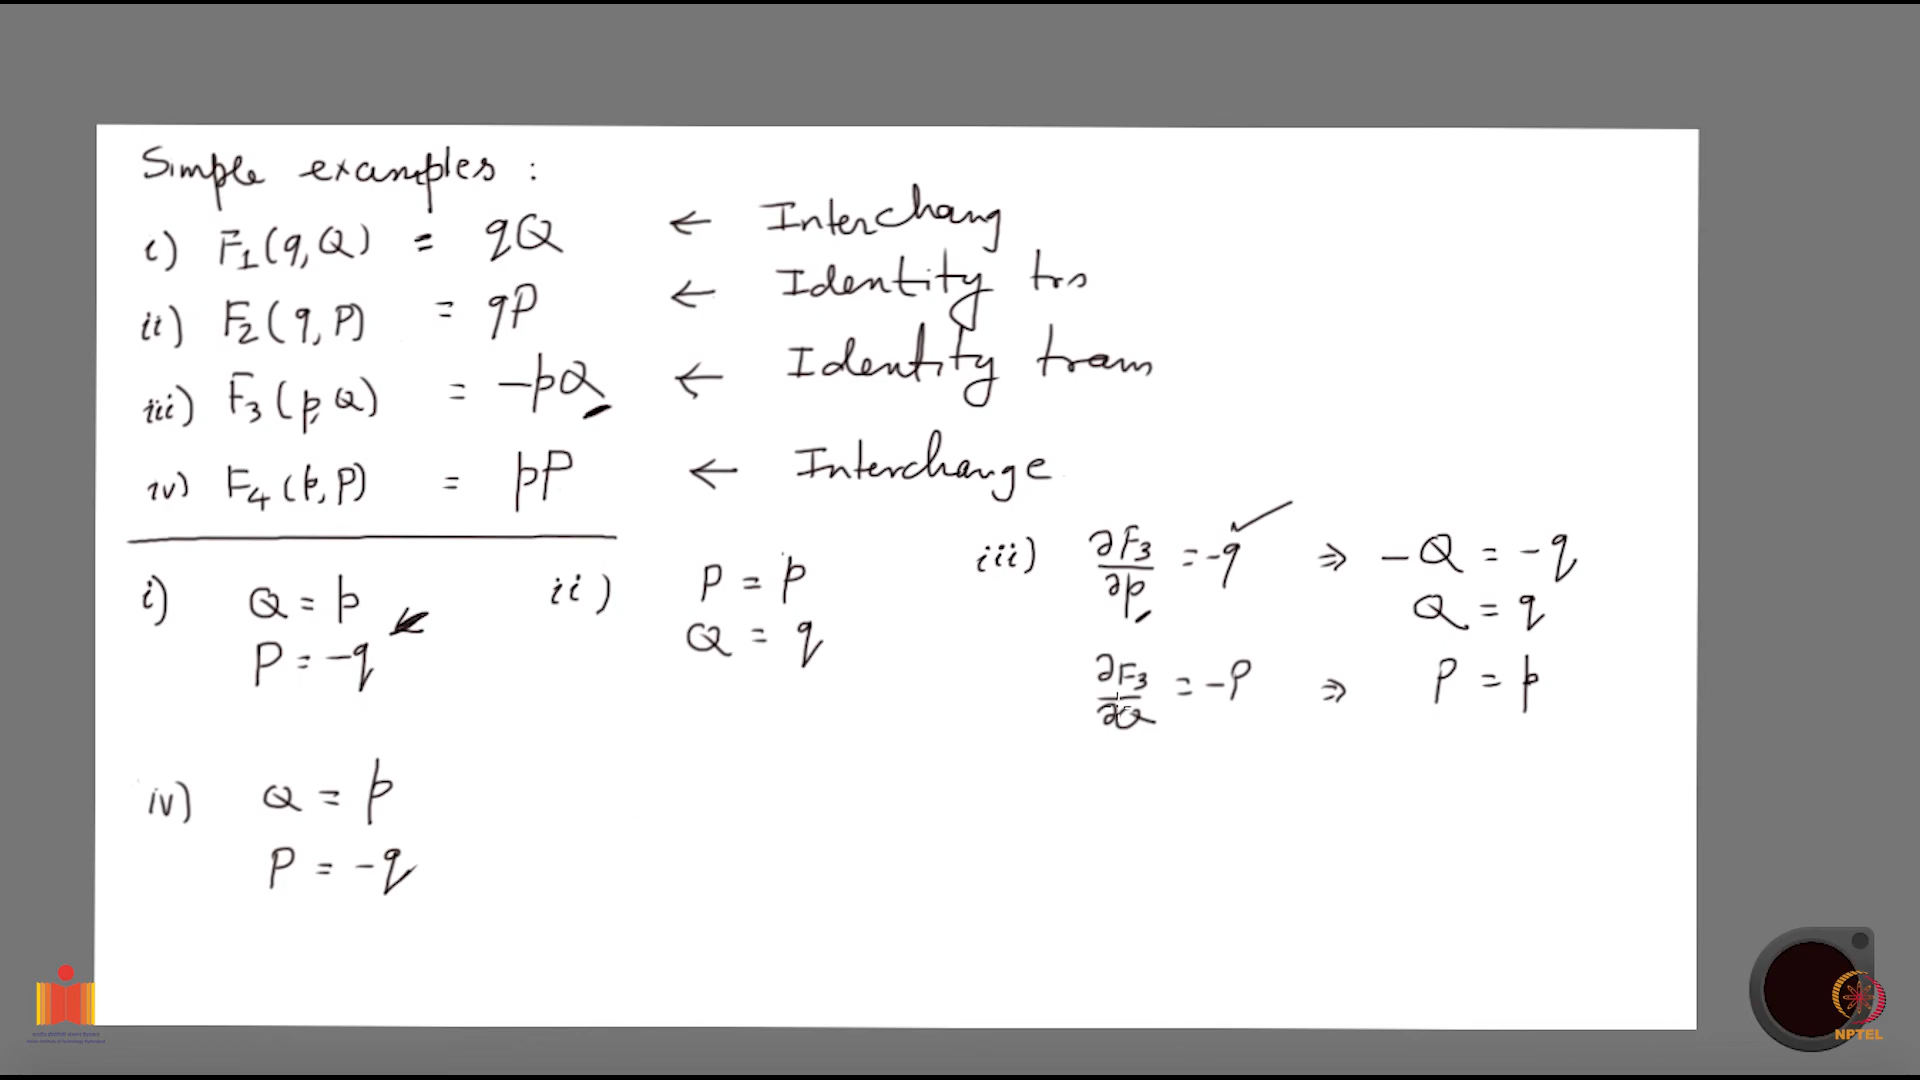 Simple examples :
i) F₁(q, Q) = qQ ← Interchang
ii) F₂(q, P) = qP ← Identity trs
iii) F₃(p, Q) = -pQ ← Identity tram
iv) F₄(p, P) = pP ← Interchange
i) Q = p
P = -q
ii) P = p
Q = q
iii) ∂F₃/∂p = -q ✓ ⇒ -Q = -q
Q = q
∂F₃/∂Q = -P ⇒ P = p
iv) Q = p
P = -q
NPTEL